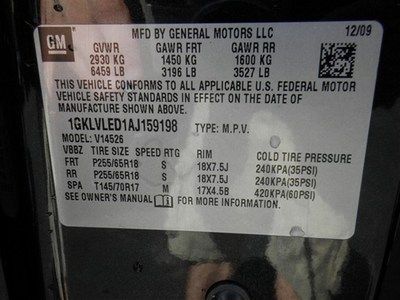 GM
MFD BY GENERAL MOTORS LLC 12/09
GVWR GAWR FRT GAWR RR
2930 KG 1450 KG 1600 KG
6459 LB 3196 LB 3527 LB
THIS VEHICLE CONFORMS TO ALL APPLICABLE U.S. FEDERAL MOTOR
VEHICLE SAFETY STANDARDS IN EFFECT ON THE DATE OF
MANUFACTURE SHOWN ABOVE.
1GKLVLED1AJ159198 TYPE: M.P.V.
MODEL: V14526
VBBZ TIRE SIZE SPEED RTG RIM COLD TIRE PRESSURE
FRT P255/65R18 S 18X7.5J 240KPA(35PSI)
RR P255/65R18 S 18X7.5J 240KPA(35PSI)
SPA T145/70R17 M 17X4.5B 420KPA(60PSI)
SEE OWNER'S MANUAL FOR MORE INFORMATION.